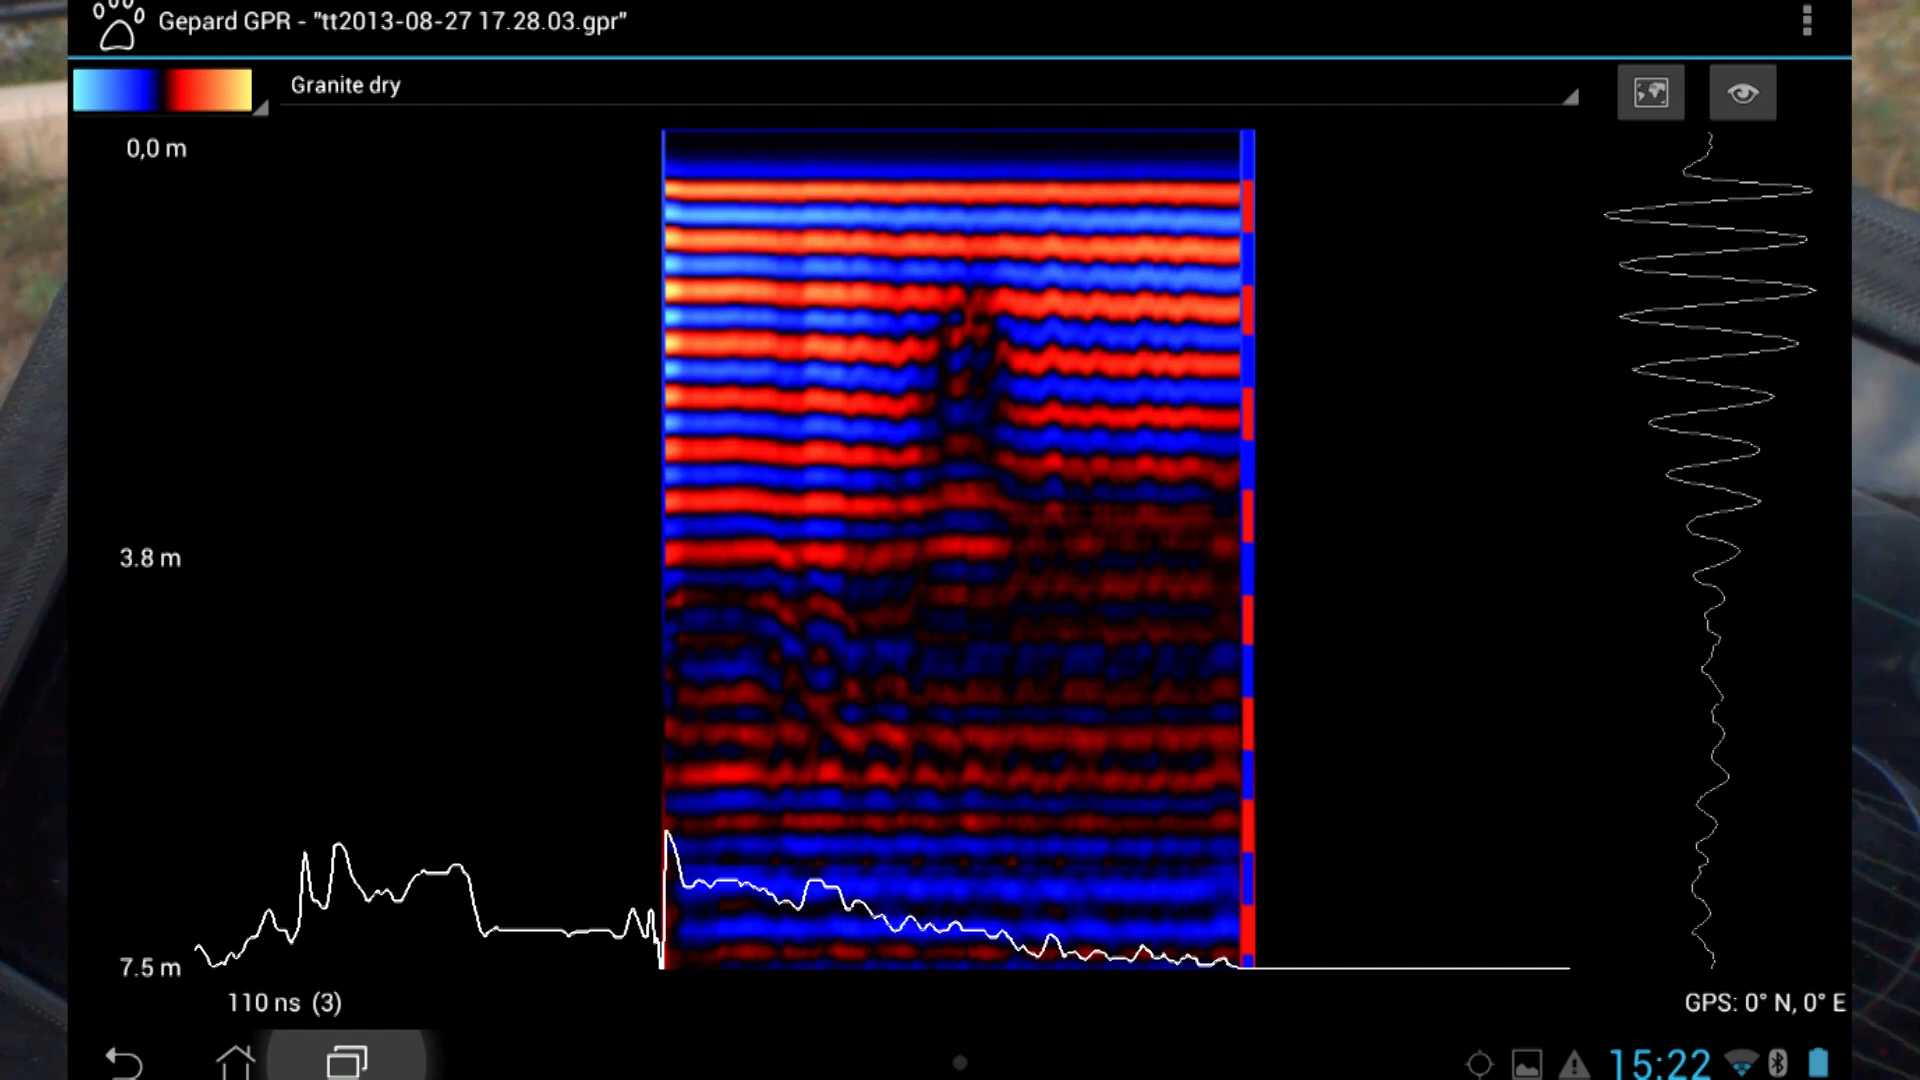 Gepard GPR - "tt2013-08-27 17.28.03.gpr"
Granite dry
0,0 m
3.8 m
7.5 m
110 ns (3)
GPS: 0° N, 0° E
15:22